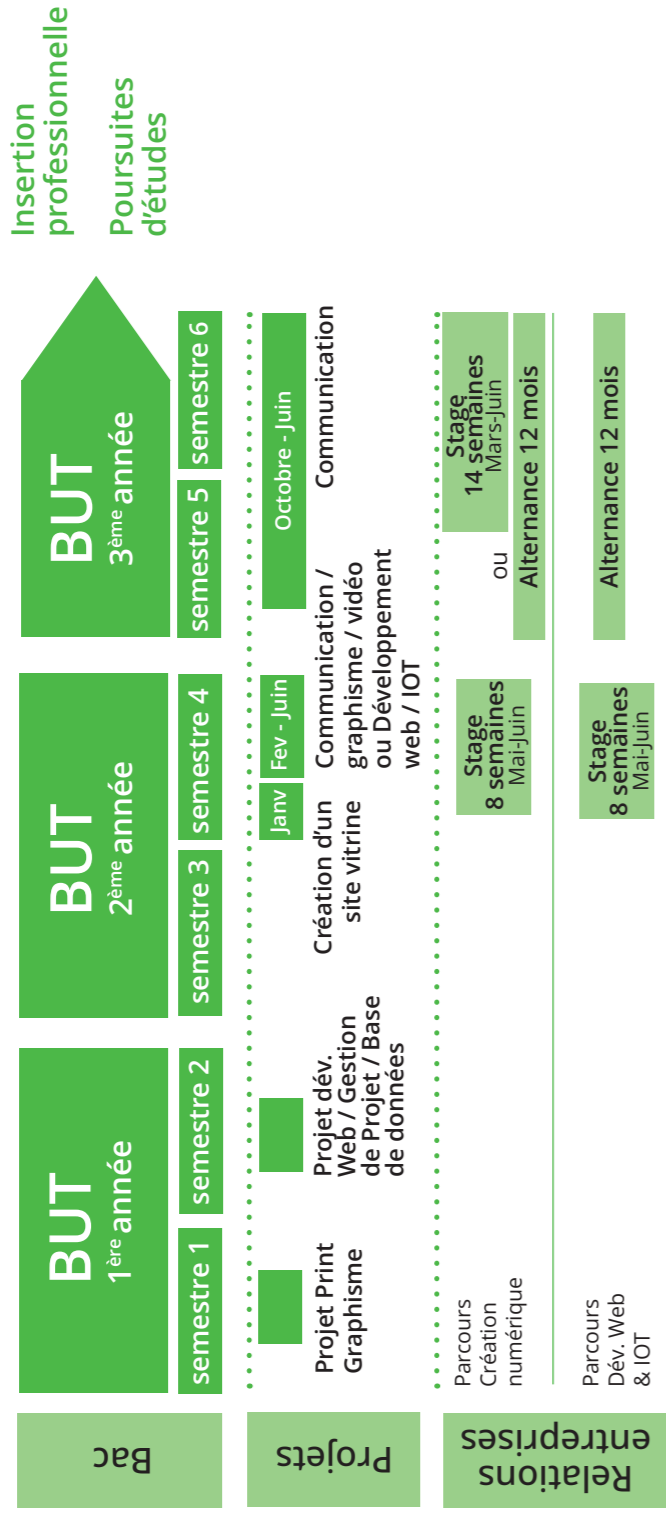 Bac
BUT
1ère année
BUT
2ème année
BUT
3ème année
Insertion
professionnelle
Poursuites
d'études
semestre 1
semestre 2
semestre 3
semestre 4
semestre 5
semestre 6
Projets
Projet Print
Graphisme
Projet dév.
Web / Gestion
de Projet / Base
de données
Janv
Création d'un
site vitrine
Fev - Juin
Communication /
graphisme / vidéo
ou Développement
web / IOT
Octobre - Juin
Communication
Relations
entreprises
Parcours
Création
numérique
Stage
8 semaines
Mai-Juin
Stage
14 semaines
Mars-Juin
ou
Alternance 12 mois
Parcours
Dév. Web
& IOT
Stage
8 semaines
Mai-Juin
Alternance 12 mois